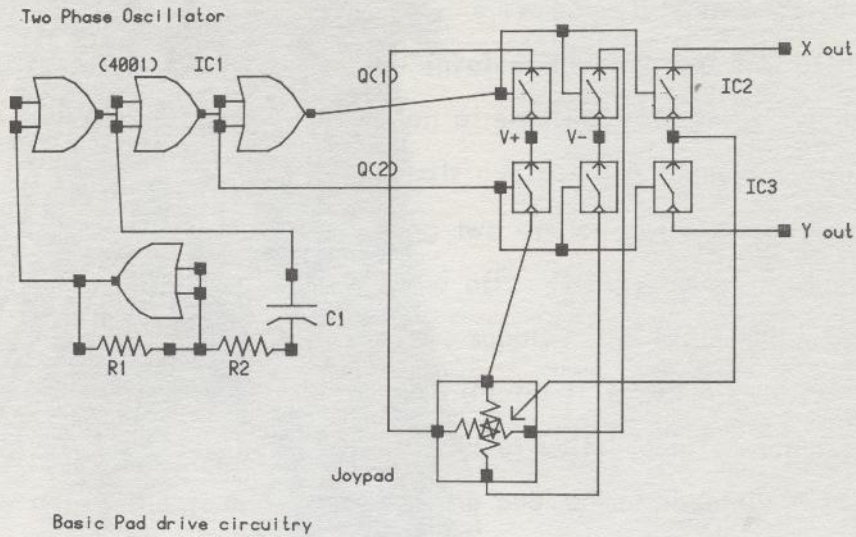 Two Phase Oscillator
(4001)
IC1
Q(1)
X out
IC2
V+
V-
Q(2)
IC3
Y out
C1
R1
R2
Joypad
Basic Pad drive circuitry